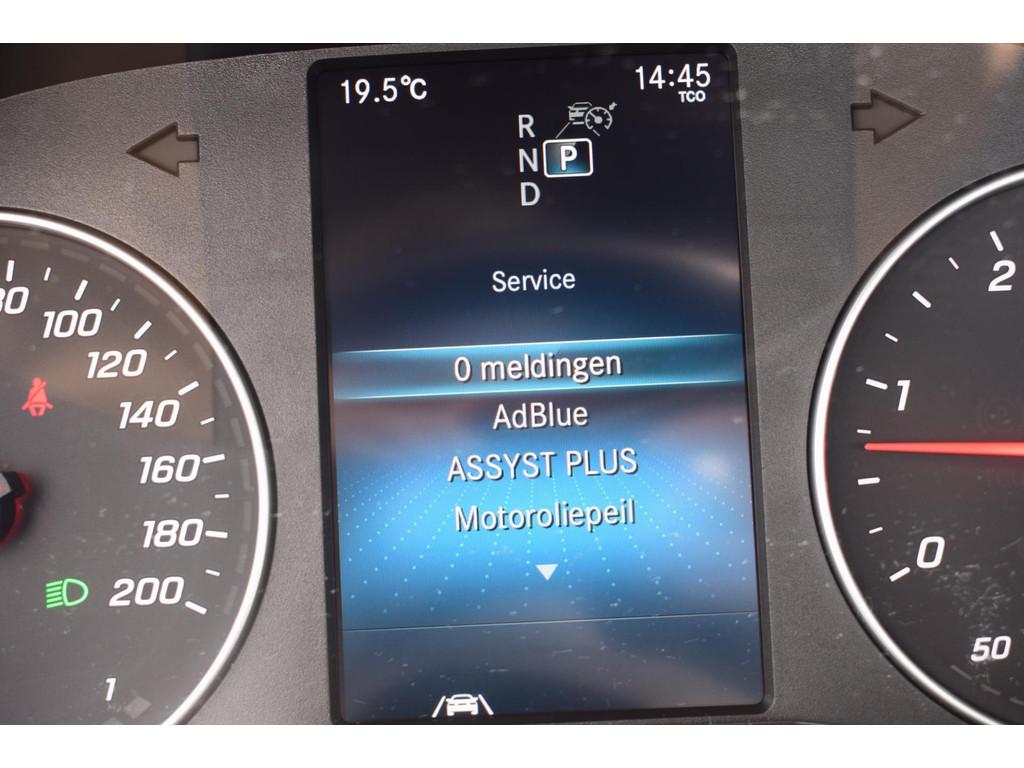 19.5°C
14:45
TCO
R
N P
D
Service
0 meldingen
AdBlue
ASSYST PLUS
Motoroliepeil
100
120
140
160
180
200
1
2
1
0
50